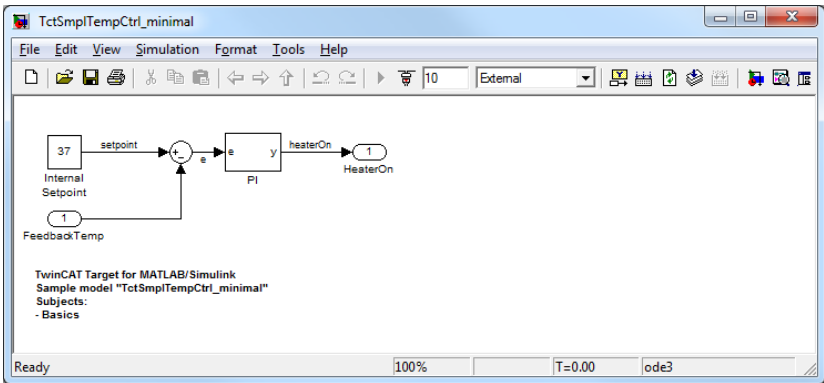 TctSmplTempCtrl_minimal
File Edit View Simulation Format Tools Help
10 External
37
setpoint
+
-
e
e y
heaterOn
1
Internal
Setpoint
PI
HeaterOn
1
FeedbackTemp
TwinCAT Target for MATLAB/Simulink
Sample model "TctSmplTempCtrl_minimal"
Subjects:
- Basics
Ready 100% T=0.00 ode3